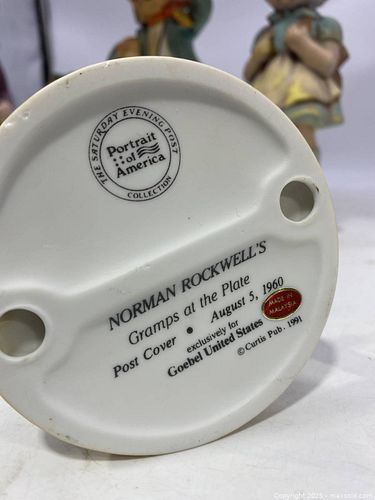 THE SATURDAY EVENING POST
Portrait
of
America
COLLECTION
NORMAN ROCKWELL'S
Gramps at the Plate
Post Cover • August 5, 1960
exclusively for
Goebel United States
MADE IN
MALAYSIA
©Curtis Pub. 1991